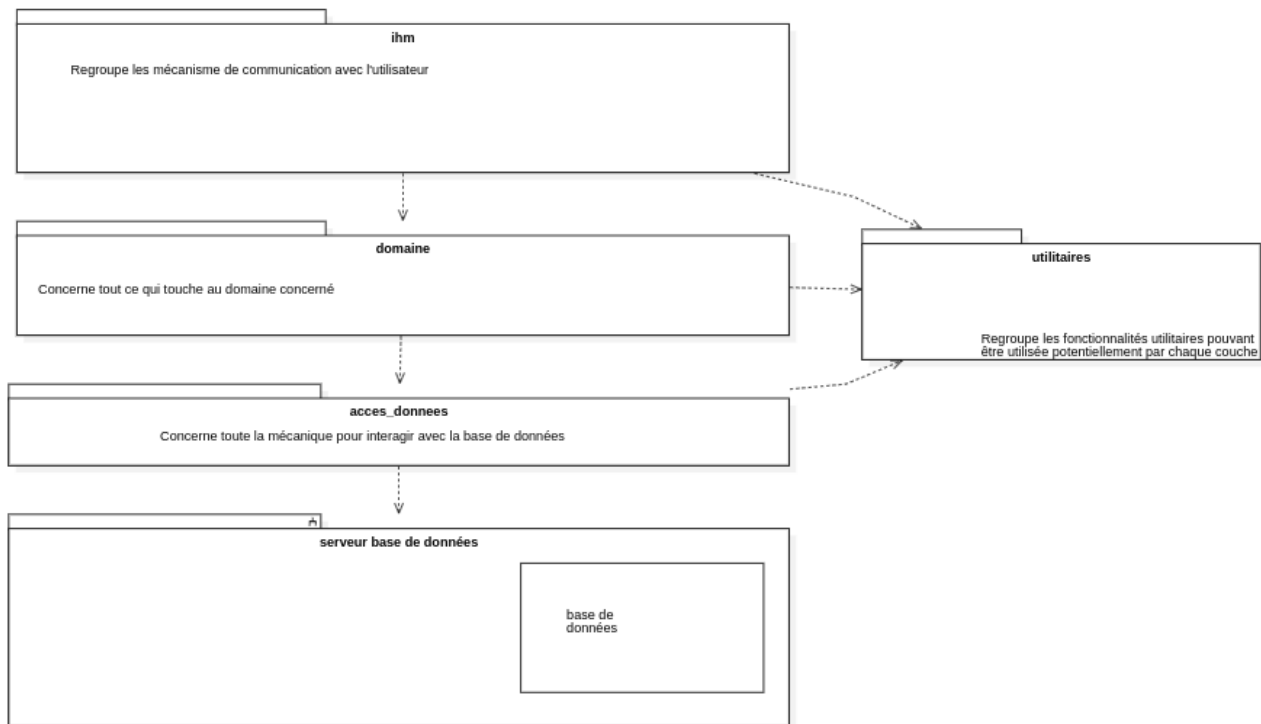 ihm
Regroupe les mécanisme de communication avec l'utilisateur
domaine
Concerne tout ce qui touche au domaine concerné
utilitaires
Regroupe les fonctionnalités utilitaires pouvant
être utilisée potentiellement par chaque couche
acces_donnees
Concerne toute la mécanique pour interagir avec la base de données
serveur base de données
base de
données